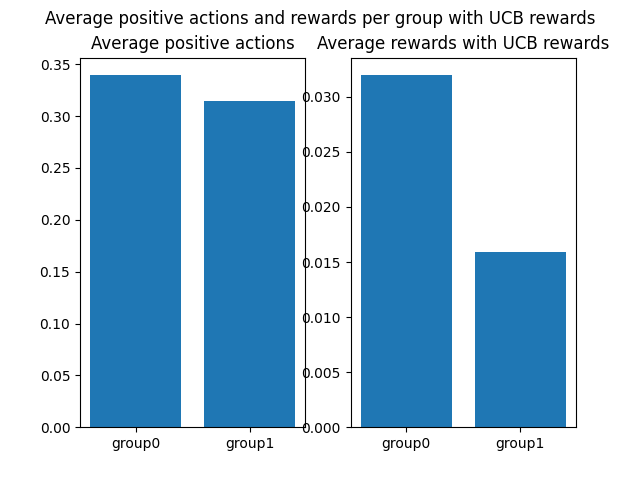 Average positive actions and rewards per group with UCB rewards
Average positive actions
0.35
0.30
0.25
0.20
0.15
0.10
0.05
0.00
group0
group1
Average rewards with UCB rewards
0.030
0.025
0.020
0.015
0.010
0.005
0.000
group0
group1